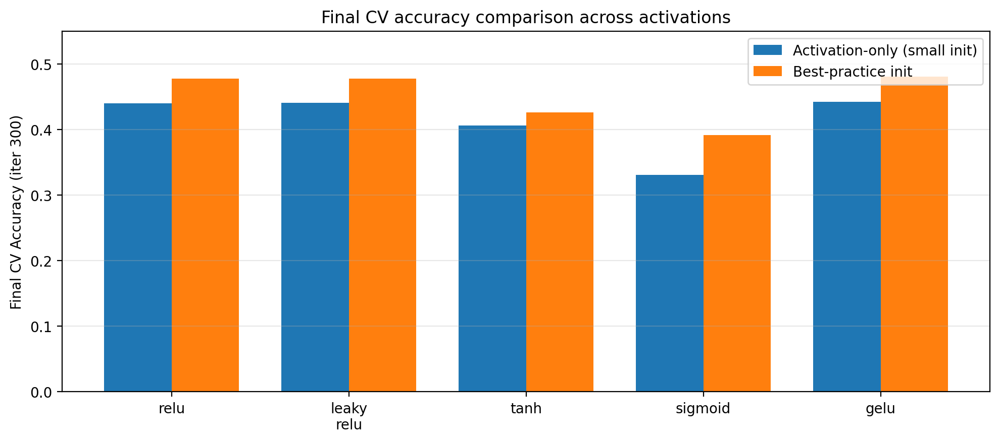 Final CV accuracy comparison across activations
Activation-only (small init)
Best-practice init
Final CV Accuracy (iter 300)
0.5
0.4
0.3
0.2
0.1
0.0
relu
leaky
relu
tanh
sigmoid
gelu